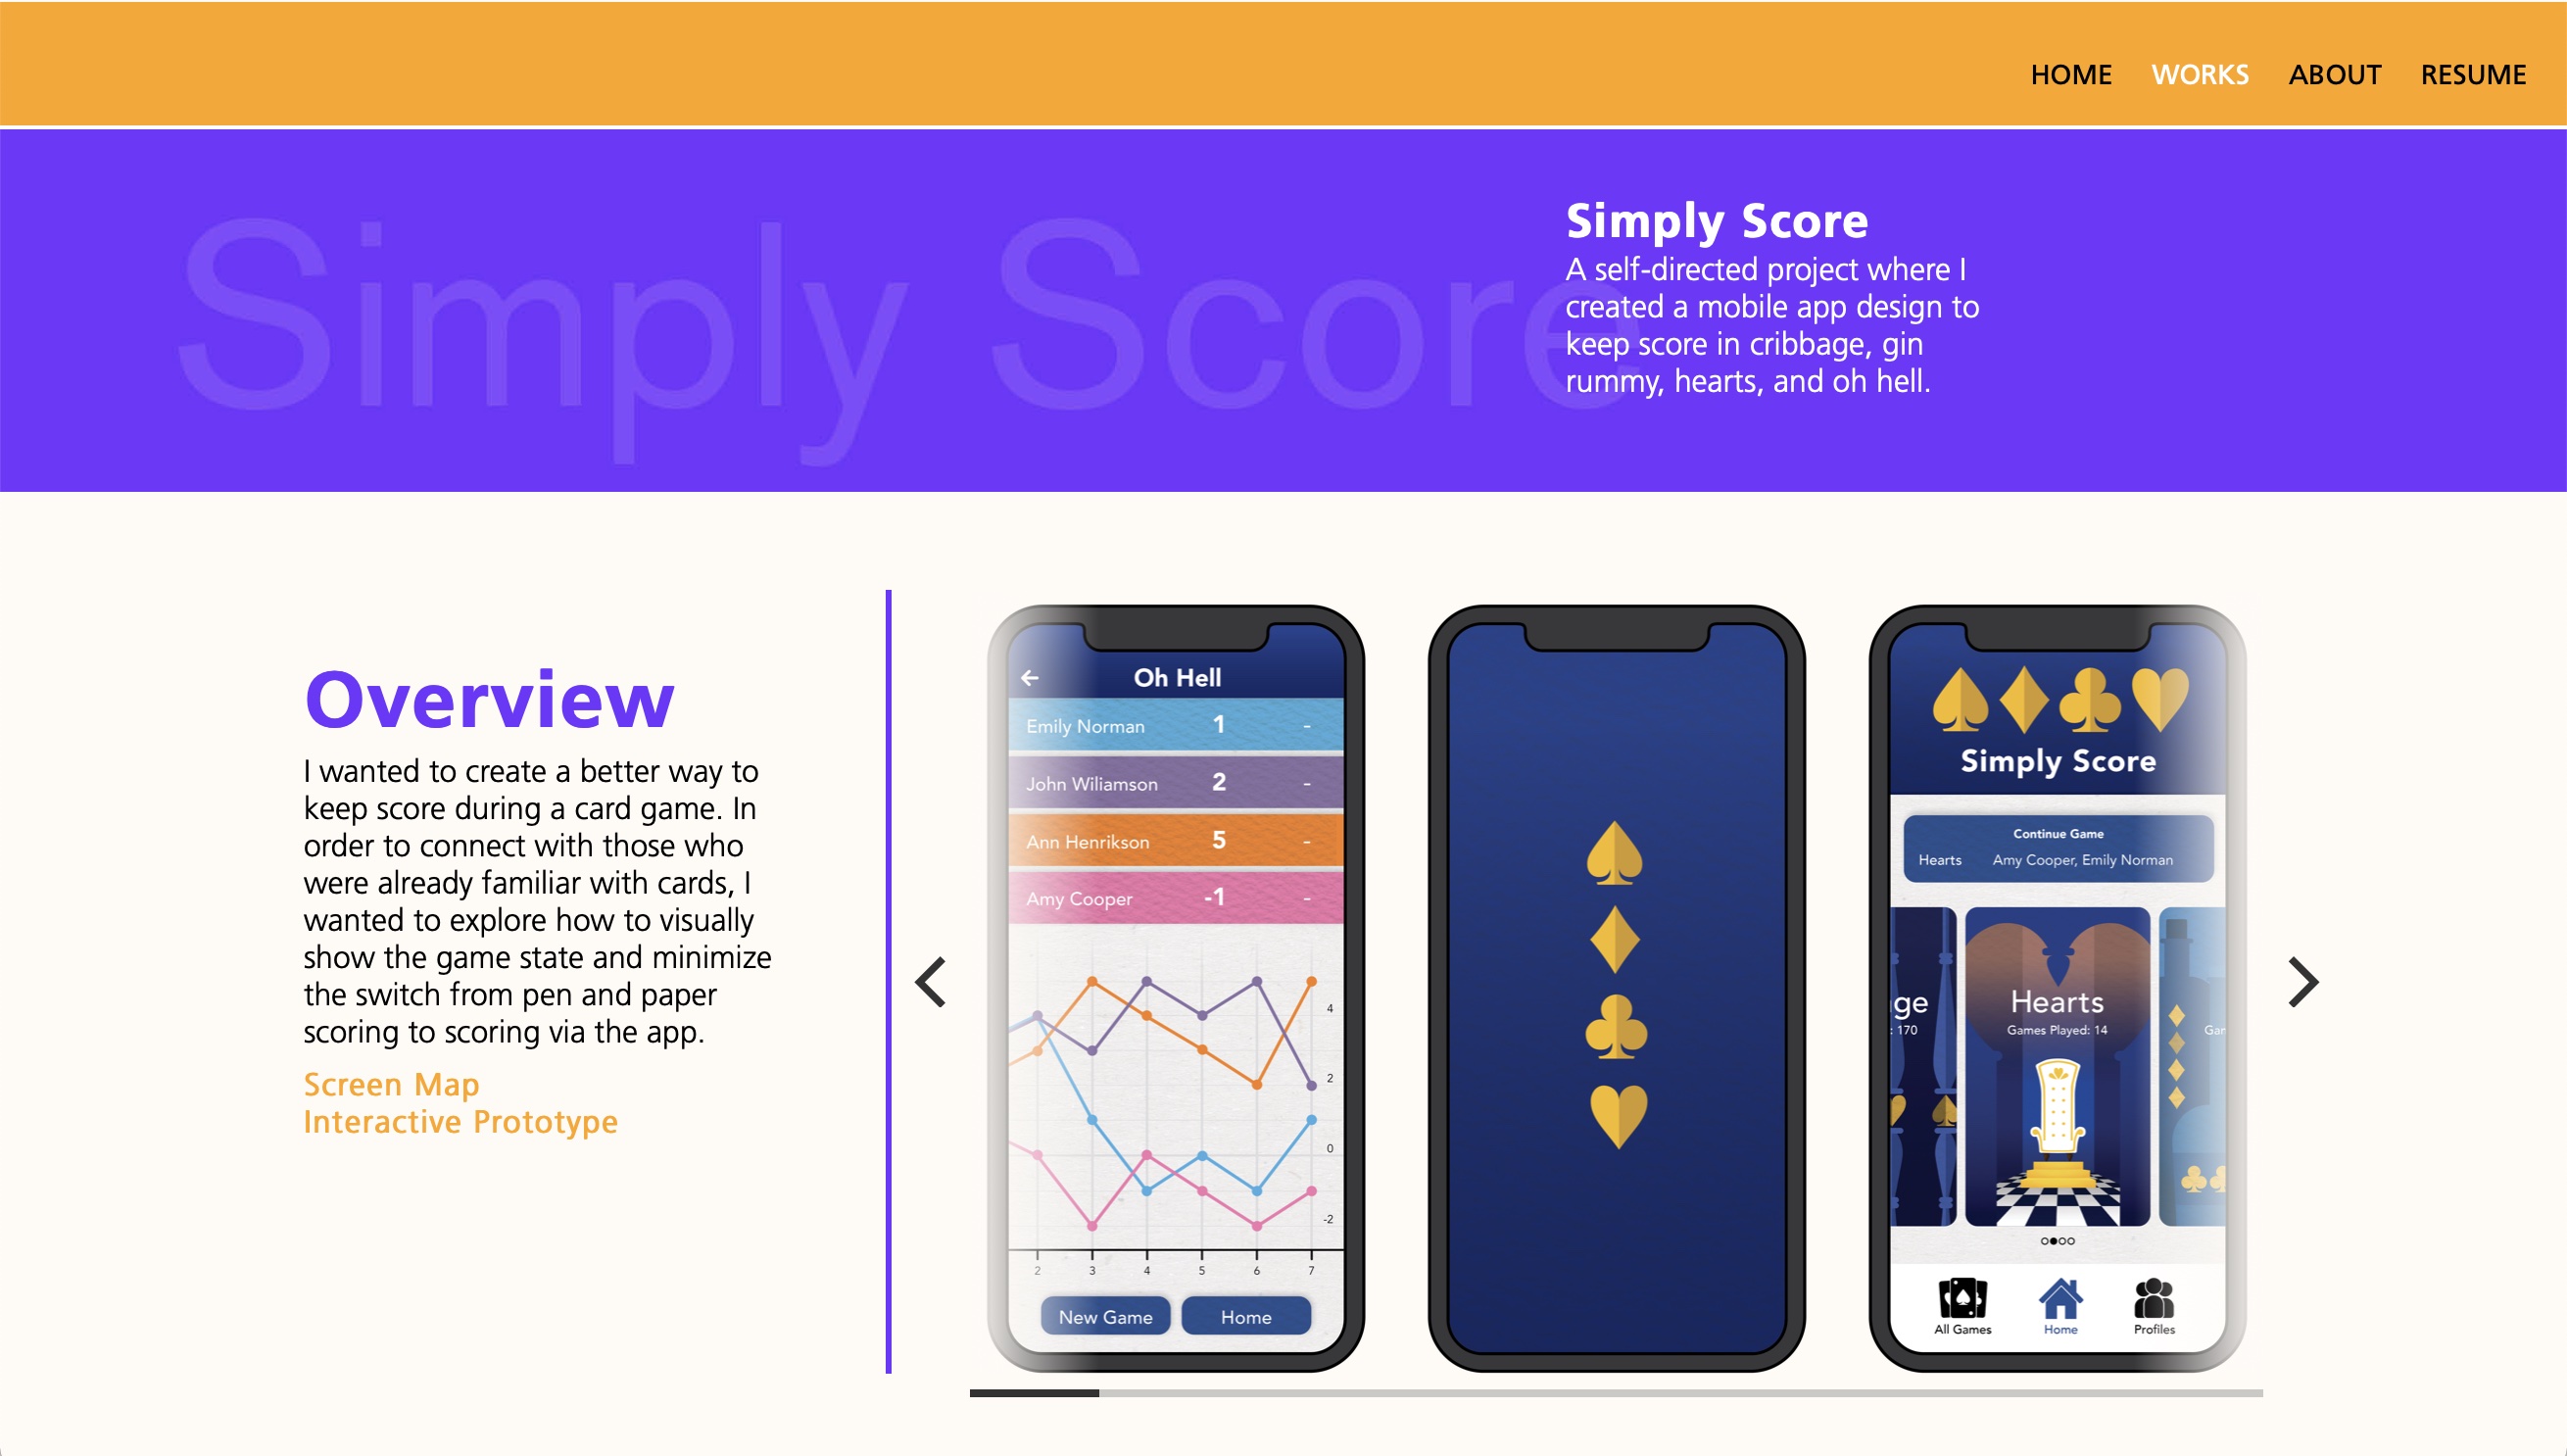 HOME WORKS ABOUT RESUME
Simply Score
Simply Score
A self-directed project where I
created a mobile app design to
keep score in cribbage, gin
rummy, hearts, and oh hell.
Overview
I wanted to create a better way to
keep score during a card game. In
order to connect with those who
were already familiar with cards, I
wanted to explore how to visually
show the game state and minimize
the switch from pen and paper
scoring to scoring via the app.
Screen Map
Interactive Prototype
Oh Hell
Emily Norman 1 -
John Wiliamson 2 -
Ann Henrikson 5 -
Amy Cooper -1 -
4
2
0
-2
2 3 4 5 6 7
New Game Home
Simply Score
Continue Game
Hearts Amy Cooper, Emily Norman
ge
: 170
Hearts
Games Played: 14
Gar
All Games Home Profiles